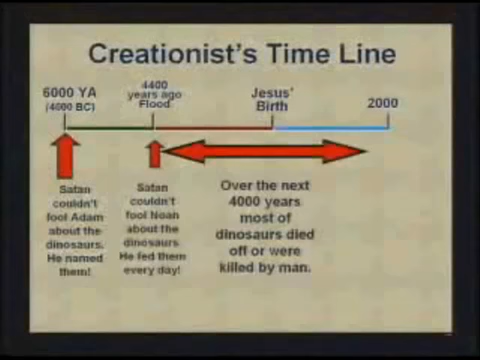 Creationist's Time Line
6000 YA
(4000 BC)
4400
years ago
Flood
Jesus'
Birth
2000
Satan
couldn't
fool Adam
about the
dinosaurs.
He named
them!
Satan
couldn't
fool Noah
about the
dinosaurs
He fed them
every day!
Over the next
4000 years
most of
dinosaurs died
off or were
killed by man.